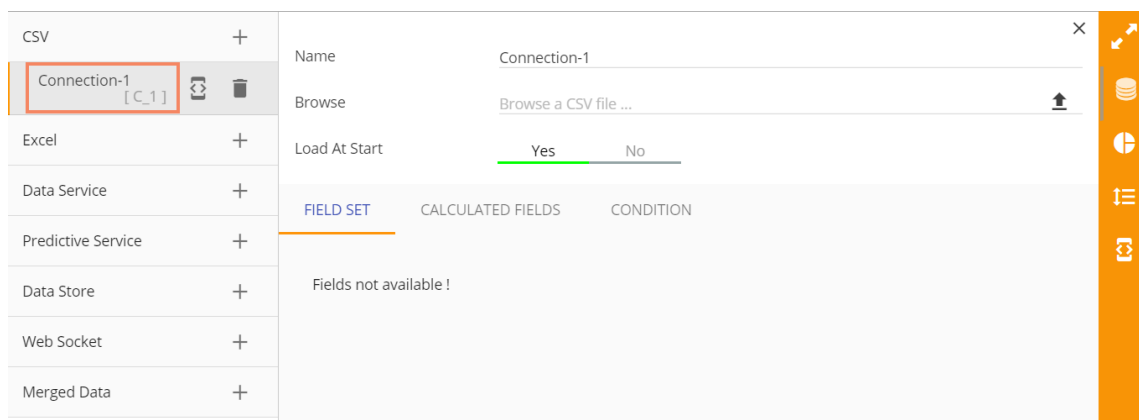 CSV
Connection-1
[ C_1 ]
Excel
Data Service
Predictive Service
Data Store
Web Socket
Merged Data
Name Connection-1
Browse Browse a CSV file ...
Load At Start Yes No
FIELD SET CALCULATED FIELDS CONDITION
Fields not available !